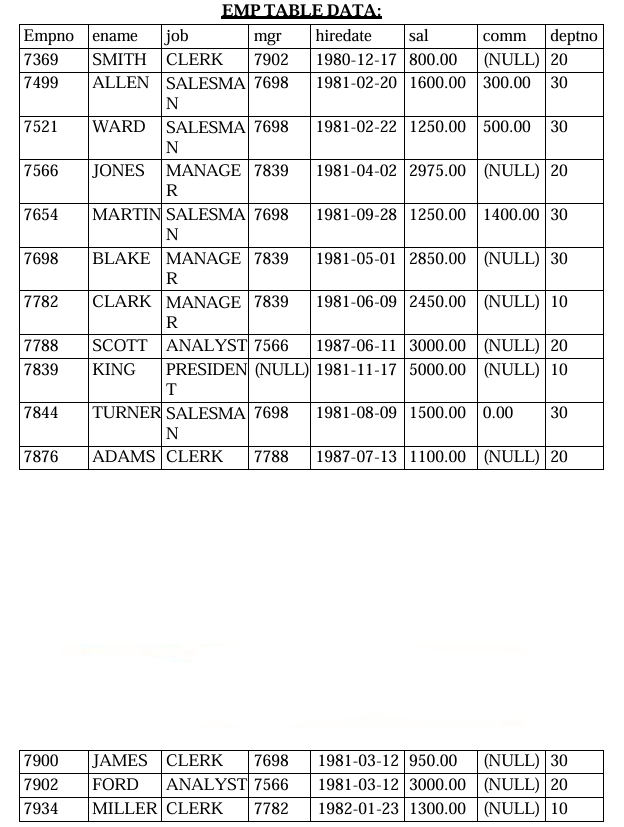 EMP TABLE DATA:
Empno ename job mgr hiredate sal comm deptno
7369 SMITH CLERK 7902 1980-12-17 800.00 (NULL) 20
7499 ALLEN SALESMA 7698 1981-02-20 1600.00 300.00 30
N
7521 WARD SALESMA 7698 1981-02-22 1250.00 500.00 30
N
7566 JONES MANAGE 7839 1981-04-02 2975.00 (NULL) 20
R
7654 MARTIN SALESMA 7698 1981-09-28 1250.00 1400.00 30
N
7698 BLAKE MANAGE 7839 1981-05-01 2850.00 (NULL) 30
R
7782 CLARK MANAGE 7839 1981-06-09 2450.00 (NULL) 10
R
7788 SCOTT ANALYST 7566 1987-06-11 3000.00 (NULL) 20
7839 KING PRESIDEN (NULL) 1981-11-17 5000.00 (NULL) 10
T
7844 TURNER SALESMA 7698 1981-08-09 1500.00 0.00 30
N
7876 ADAMS CLERK 7788 1987-07-13 1100.00 (NULL) 20
7900 JAMES CLERK 7698 1981-03-12 950.00 (NULL) 30
7902 FORD ANALYST 7566 1981-03-12 3000.00 (NULL) 20
7934 MILLER CLERK 7782 1982-01-23 1300.00 (NULL) 10